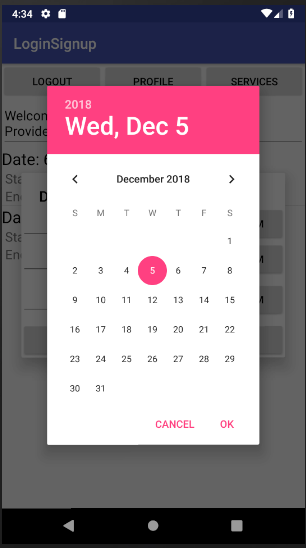 4:34
LoginSignup
LOGOUT PROFILE SERVICES
Welcom
Provide
Date: 6
Sta
En
Da
Sta
En
D
M
M
M
2018
Wed, Dec 5
December 2018
S M T W T F S
1
2 3 4 5 6 7 8
9 10 11 12 13 14 15
16 17 18 19 20 21 22
23 24 25 26 27 28 29
30 31
CANCEL OK